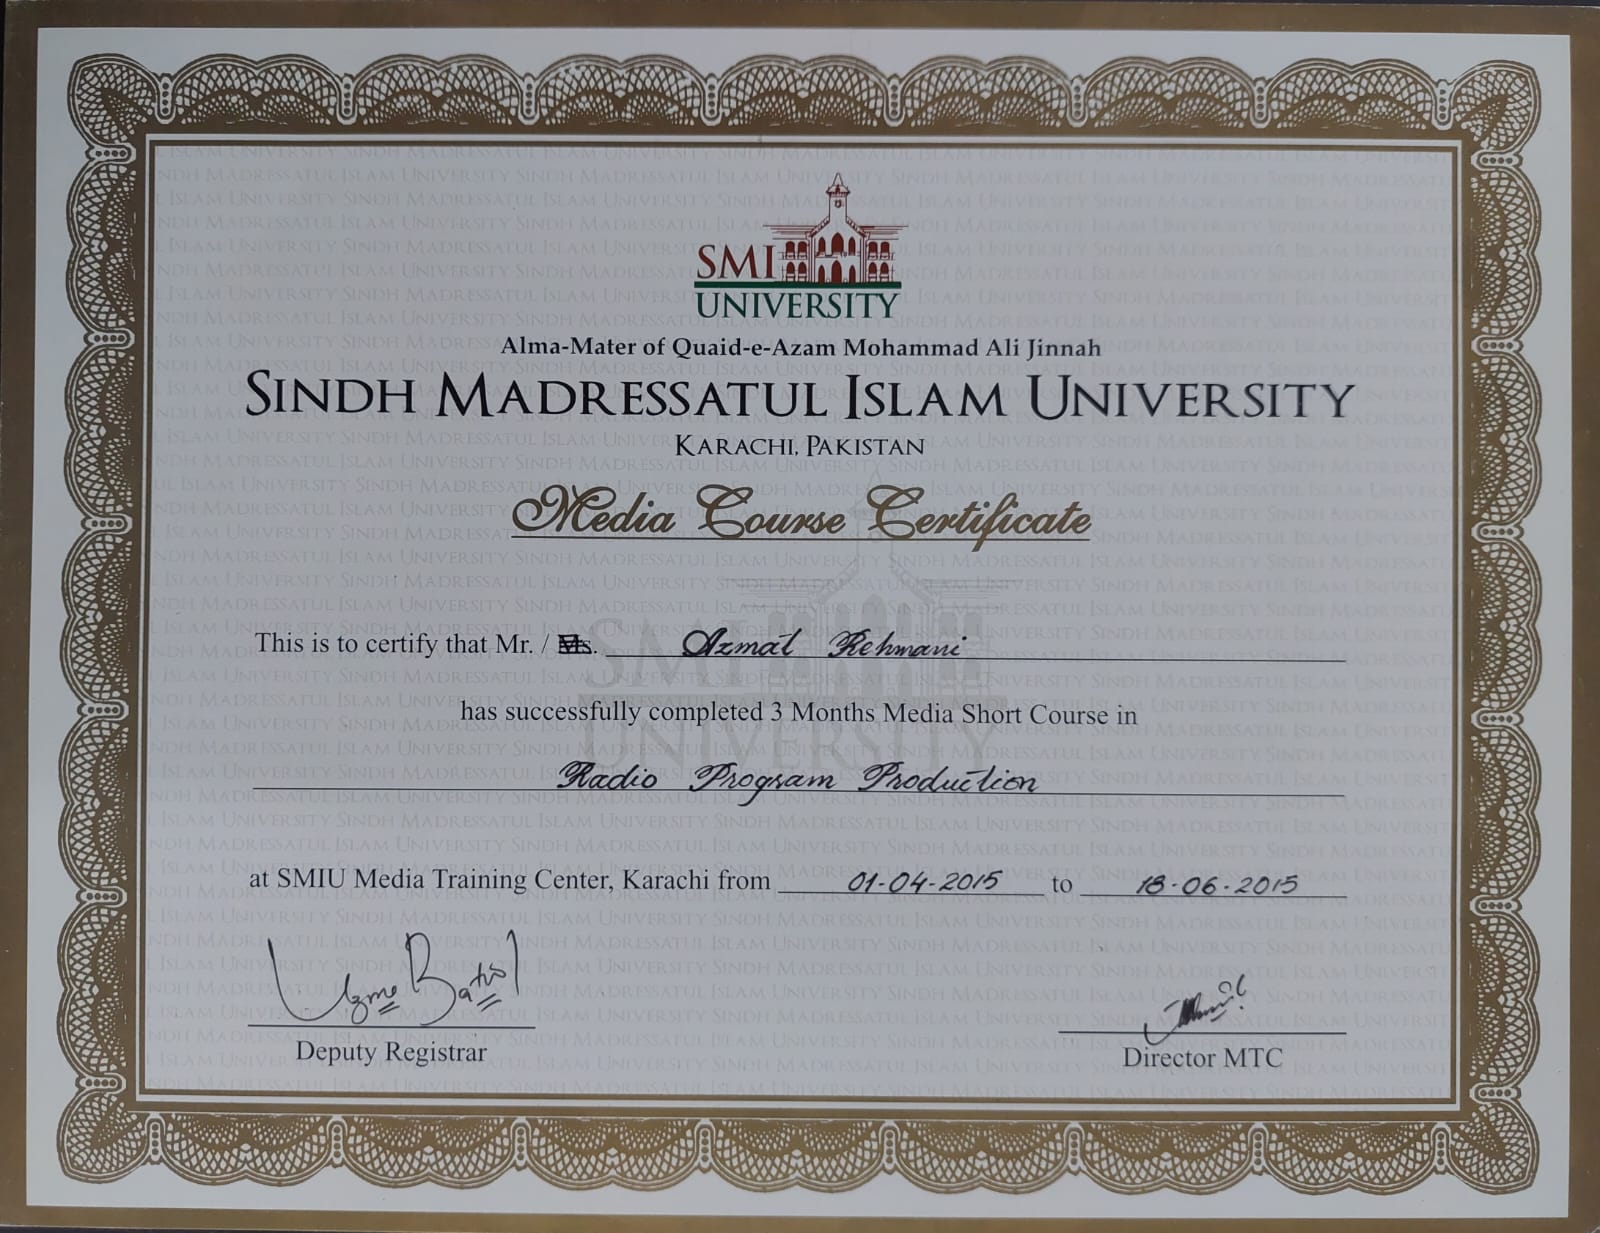 SMI
UNIVERSITY
Alma-Mater of Quaid-e-Azam Mohammad Ali Jinnah
SINDH MADRESSATUL ISLAM UNIVERSITY
KARACHI, PAKISTAN
Media Course Certificate
This is to certify that Mr. / Ms. Azmat Rehmani
has successfully completed 3 Months Media Short Course in
Radio Program Production
at SMIU Media Training Center, Karachi from 01-04-2015 to 18-06-2015
Deputy Registrar
Director MTC